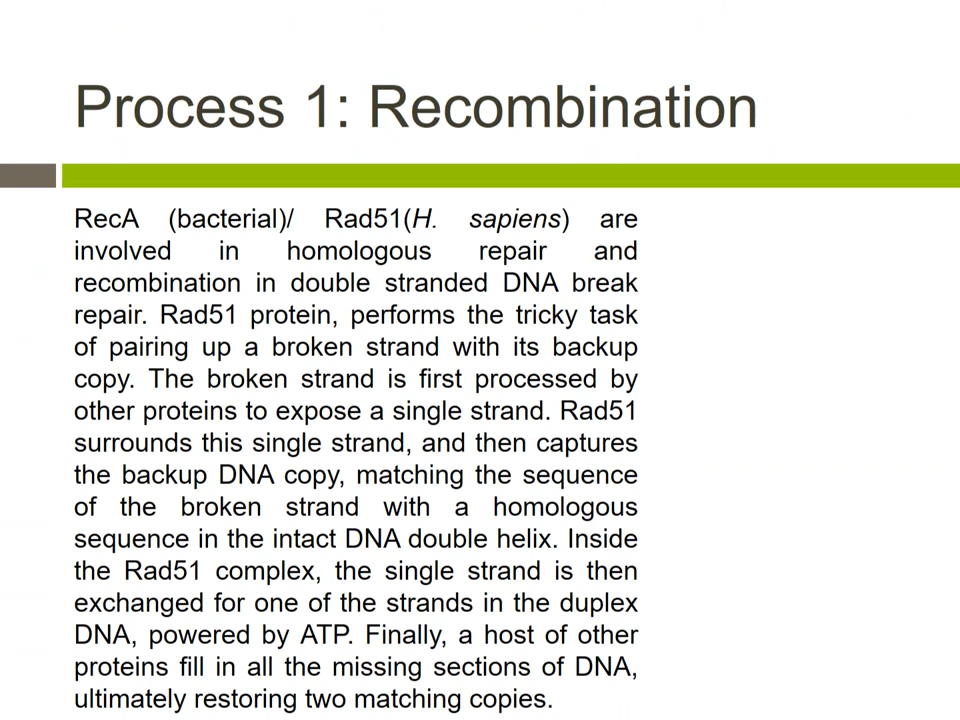 Process 1: Recombination
RecA (bacterial)/ Rad51(H. sapiens) are
involved in homologous repair and
recombination in double stranded DNA break
repair. Rad51 protein, performs the tricky task
of pairing up a broken strand with its backup
copy. The broken strand is first processed by
other proteins to expose a single strand. Rad51
surrounds this single strand, and then captures
the backup DNA copy, matching the sequence
of the broken strand with a homologous
sequence in the intact DNA double helix. Inside
the Rad51 complex, the single strand is then
exchanged for one of the strands in the duplex
DNA, powered by ATP. Finally, a host of other
proteins fill in all the missing sections of DNA,
ultimately restoring two matching copies.